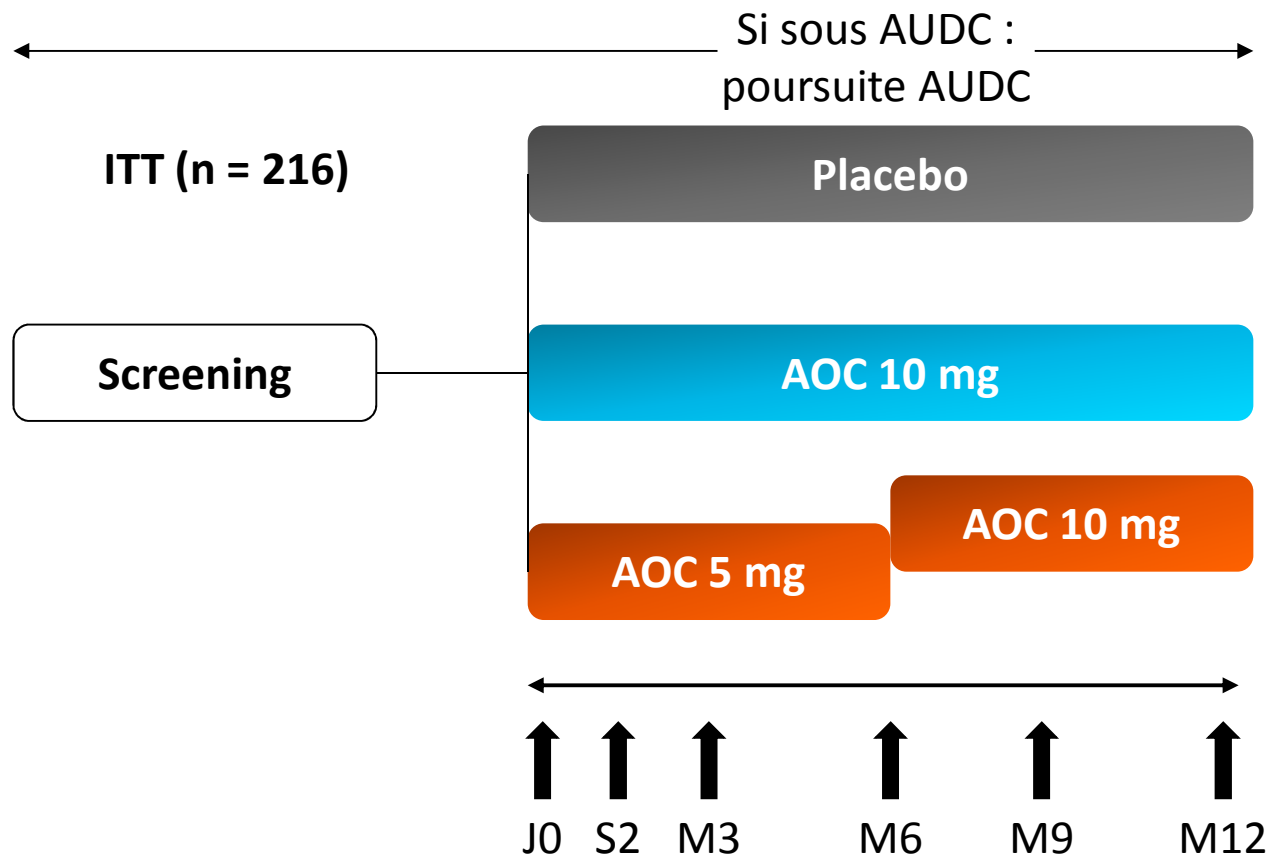 Si sous AUDC :
poursuite AUDC
ITT (n = 216)
Placebo
Screening
AOC 10 mg
AOC 10 mg
AOC 5 mg
J0 S2 M3 M6 M9 M12